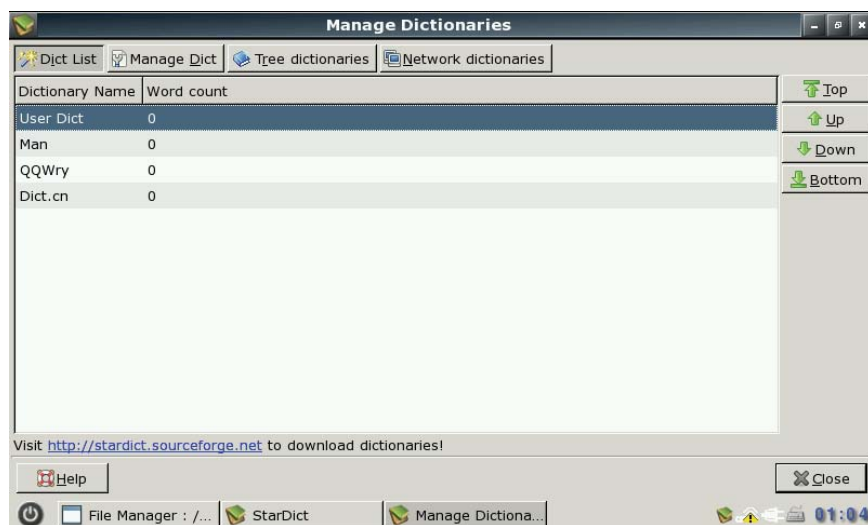 Manage Dictionaries
Dict List Manage Dict Tree dictionaries Network dictionaries
Dictionary Name Word count
User Dict 0
Man 0
QQWry 0
Dict.cn 0
Top
Up
Down
Bottom
Visit http://stardict.sourceforge.net to download dictionaries!
Help
Close
File Manager : /... StarDict Manage Dictiona... 01:04